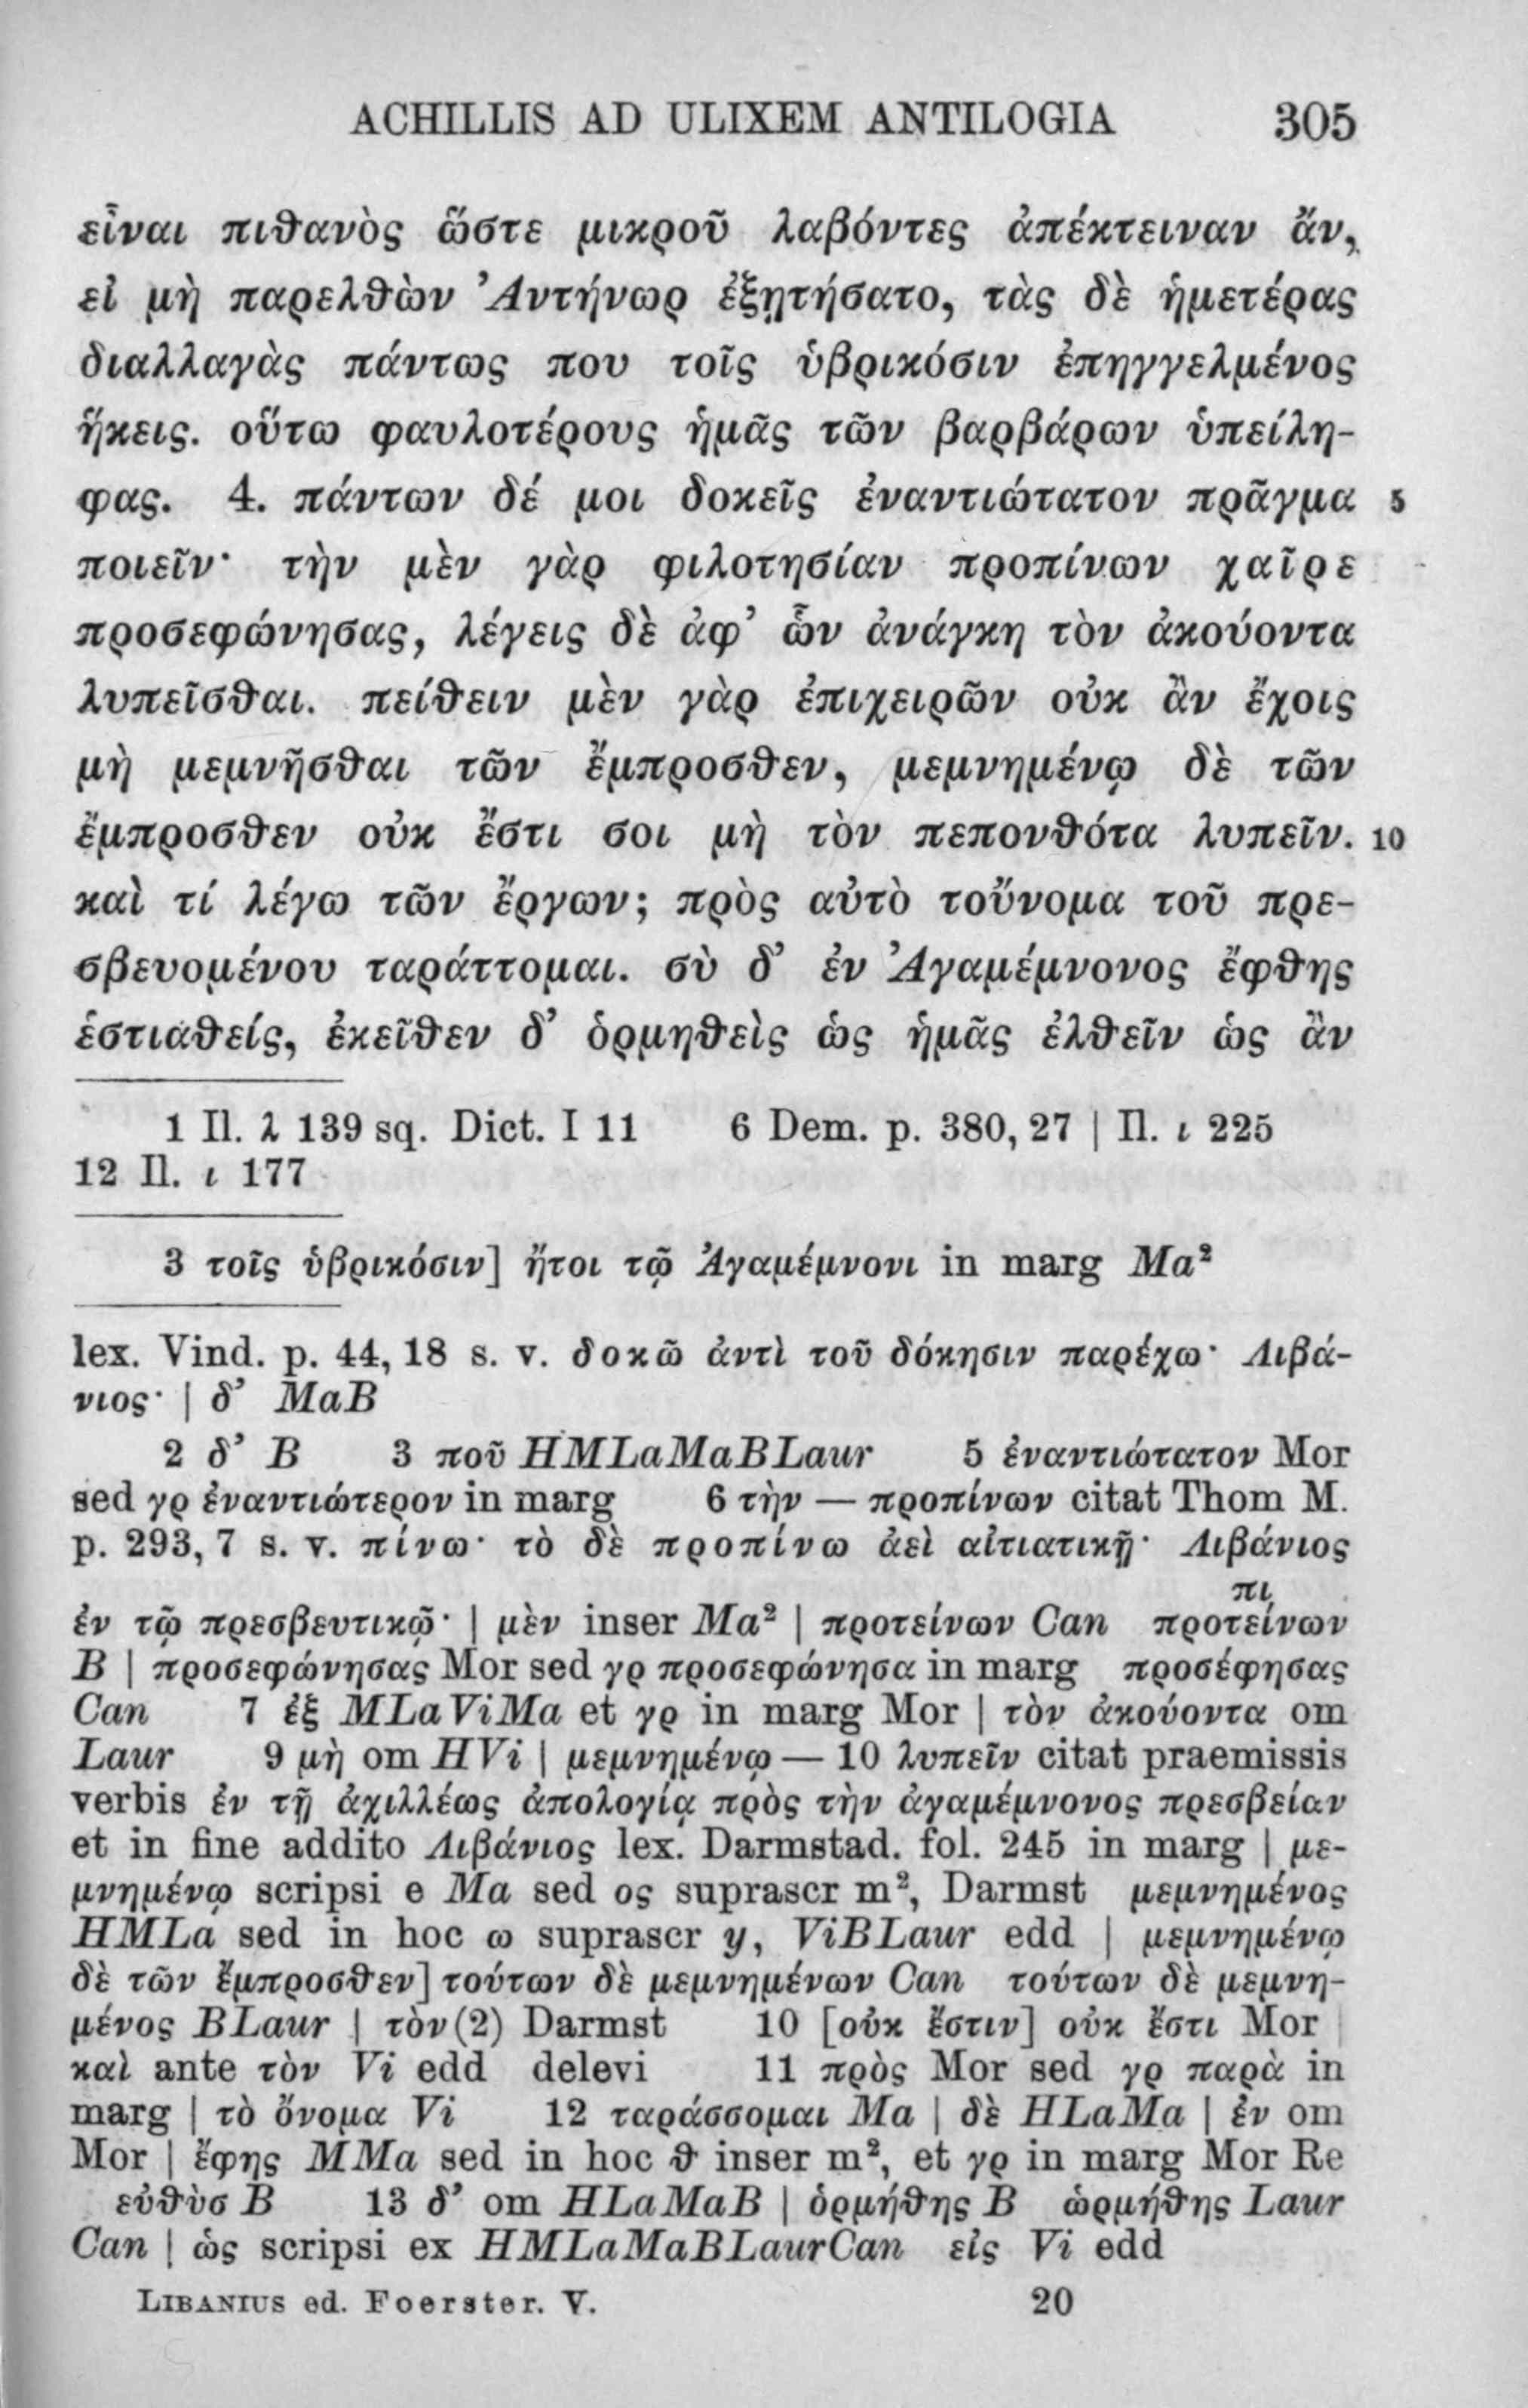 ACHILLIS AD ULIXEM ANTILOGIA 305
εἶναι πιθανὸς ὥστε μικροῦ λαβόντες ἀπέκτειναν ἄν,
εἰ μὴ παρελθὼν Ἀντήνωρ ἐξῃτήσατο, τὰς δὲ ἡμετέρας
διαλλαγὰς πάντως που τοῖς ὑβρικόσιν ἐπηγγελμένος
ἥκεις. οὕτω φαυλοτέρους ἡμᾶς τῶν βαρβάρων ὑπείλη-
φας. 4. πάντων δέ μοι δοκεῖς ἐναντιώτατον πρᾶγμα 5
ποιεῖν· τὴν μὲν γὰρ φιλοτησίαν προπίνων χαῖρε
προσεφώνησας, λέγεις δὲ ἀφ’ ὧν ἀνάγκη τὸν ἀκούοντα
λυπεῖσθαι. πείθειν μὲν γὰρ ἐπιχειρῶν οὐκ ἂν ἔχοις
μὴ μεμνῆσθαι τῶν ἔμπροσθεν, μεμνημένῳ δὲ τῶν
ἔμπροσθεν οὐκ ἔστι σοι μὴ τὸν πεπονθότα λυπεῖν. 10
καὶ τί λέγω τῶν ἔργων; πρὸς αὐτὸ τοὔνομα τοῦ πρε-
σβευομένου ταράττομαι. σὺ δ’ ἐν Ἀγαμέμνονος ἔφθης
ἑστιαθείς, ἐκεῖθεν δ’ ὁρμηθεὶς ὡς ἡμᾶς ἐλθεῖν ὡς ἂν
1 Il. λ 139 sq. Dict. I 11 6 Dem. p. 380, 27 | Il. ι 225
12 Il. ι 177
3 τοῖς ὑβρικόσιν] ἤτοι τῷ Ἀγαμέμνονι in marg Ma²
lex. Vind. p. 44, 18 s. v. δοκῶ ἀντὶ τοῦ δόκησιν παρέχω· Λιβά-
νιος· | δ’ MaB
2 δ’ B 3 ποῦ HMLaMaBLaur 5 ἐναντιώτατον Mor
sed γρ ἐναντιώτερον in marg 6 τὴν — προπίνων citat Thom M.
p. 293, 7 s. v. πίνω· τὸ δὲ προπίνω ἀεὶ αἰτιατικῇ· Λιβάνιος
πι
ἐν τῷ πρεσβευτικῷ· | μὲν inser Ma² | προτείνων Can προτείνων
B | προσεφώνησας Mor sed γρ προσεφώνησα in marg προσέφησας
Can 7 ἐξ MLaViMa et γρ in marg Mor | τὸν ἀκούοντα om
Laur 9 μὴ om HVi | μεμνημένῳ — 10 λυπεῖν citat praemissis
verbis ἐν τῇ ἀχιλλέως ἀπολογίᾳ πρὸς τὴν ἀγαμέμνονος πρεσβείαν
et in fine addito Λιβάνιος lex. Darmstad. fol. 245 in marg | με-
μνημένῳ scripsi e Ma sed ος suprascr m², Darmst μεμνημένος
HMLa sed in hoc ω suprascr y, ViBLaur edd | μεμνημένῳ
δὲ τῶν ἔμπροσθεν] τούτων δὲ μεμνημένων Can τούτων δὲ μεμνη-
μένος BLaur | τὸν (2) Darmst 10 [οὐκ ἔστιν] οὐκ ἔστι Mor
καὶ ante τὸν Vi edd delevi 11 πρὸς Mor sed γρ παρὰ in
marg | τὸ ὄνομα Vi 12 ταράσσομαι Ma | δὲ HLaMa | ἐν om
Mor | ἔφης MMa sed in hoc θ inser m², et γρ in marg Mor Re
εὐθὺσ B 13 δ’ om HLaMaB | ὁρμήθης B ὡρμήθης Laur
Can | ὡς scripsi ex HMLaMaBLaurCan εἰς Vi edd
LIBANIUS ed. Foerster. V. 20